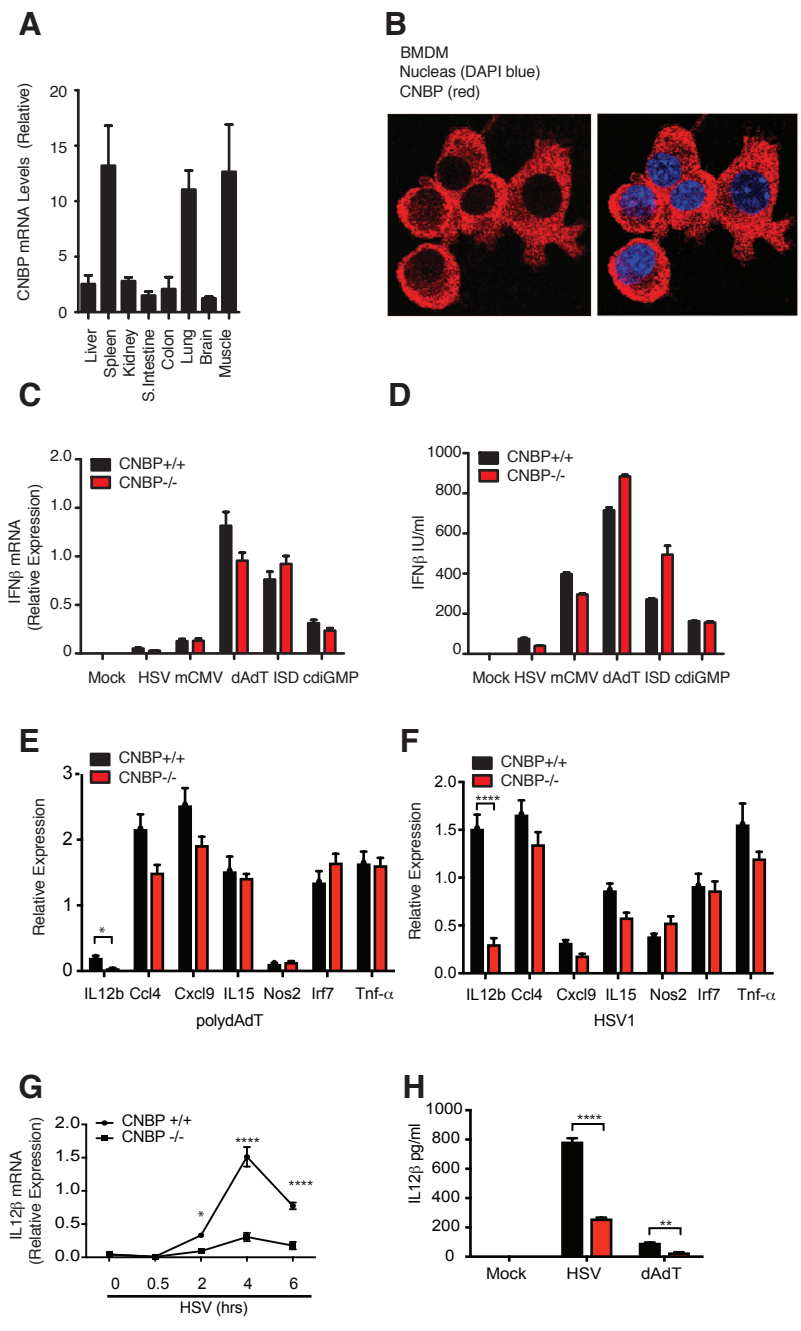 A
CNBP mRNA Levels (Relative)
20
15
10
5
0
Liver
Spleen
Kidney
S.Intestine
Colon
Lung
Brain
Muscle
B
BMDM
Nucleas (DAPI blue)
CNBP (red)
C
IFNβ mRNA
(Relative Expression)
2.0
1.0
1.0
0.5
0
CNBP+/+
CNBP-/-
Mock HSV mCMV dAdT ISD cdiGMP
D
IFNβ IU/ml
1000
800
600
400
200
0
CNBP+/+
CNBP-/-
Mock HSV mCMV dAdT ISD cdiGMP
E
Relative Expression
3
2
1
0
CNBP+/+
CNBP-/-
*
IL12b Ccl4 Cxcl9 IL15 Nos2 Irf7 Tnf-α
polydAdT
F
Relative Expression
2.0
1.5
1.0
0.5
0.0
CNBP+/+
CNBP-/-
****
IL12b Ccl4 Cxcl9 IL15 Nos2 Irf7 Tnf-α
HSV1
G
IL12β mRNA
(Relative Expression)
2.0
1.5
1.0
0.5
0.0
CNBP +/+
CNBP -/-
*
****
****
0 0.5 2 4 6
HSV (hrs)
H
IL12β pg/ml
1000
800
600
400
200
0
****
**
Mock HSV dAdT